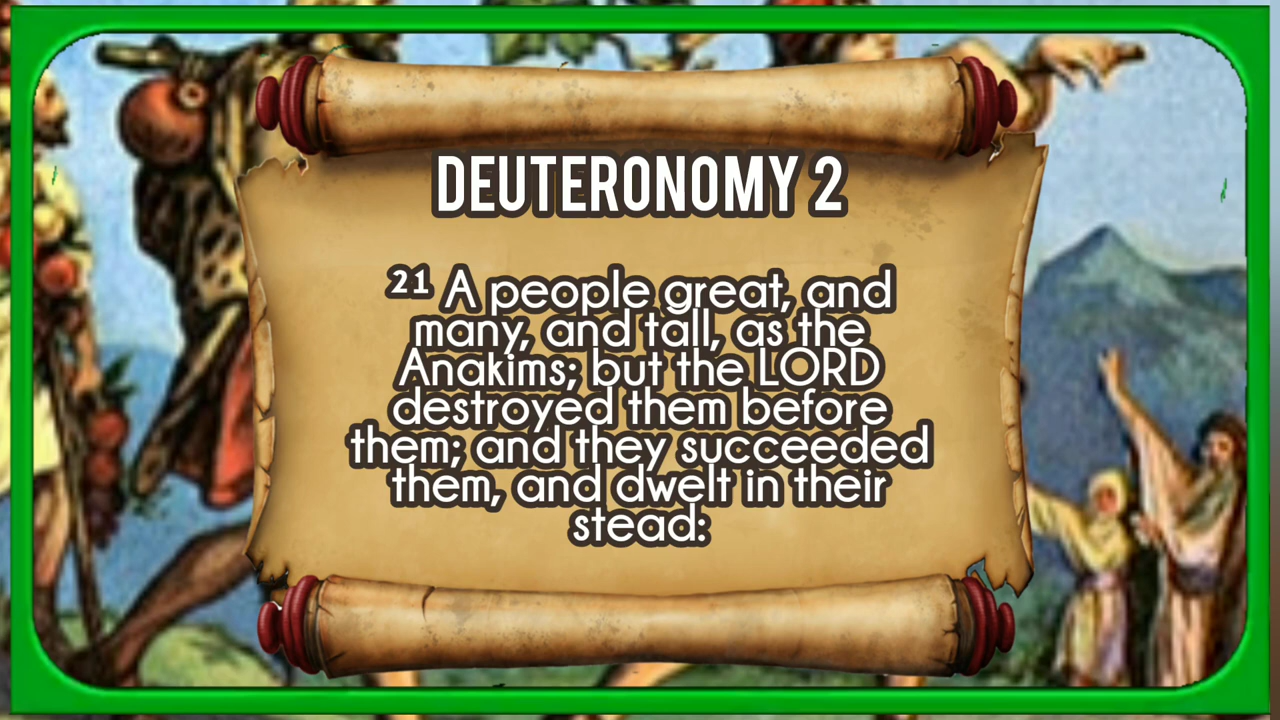 DEUTERONOMY 2
²¹ A people great, and
many, and tall, as the
Anakims; but the LORD
destroyed them before
them; and they succeeded
them, and dwelt in their
stead: